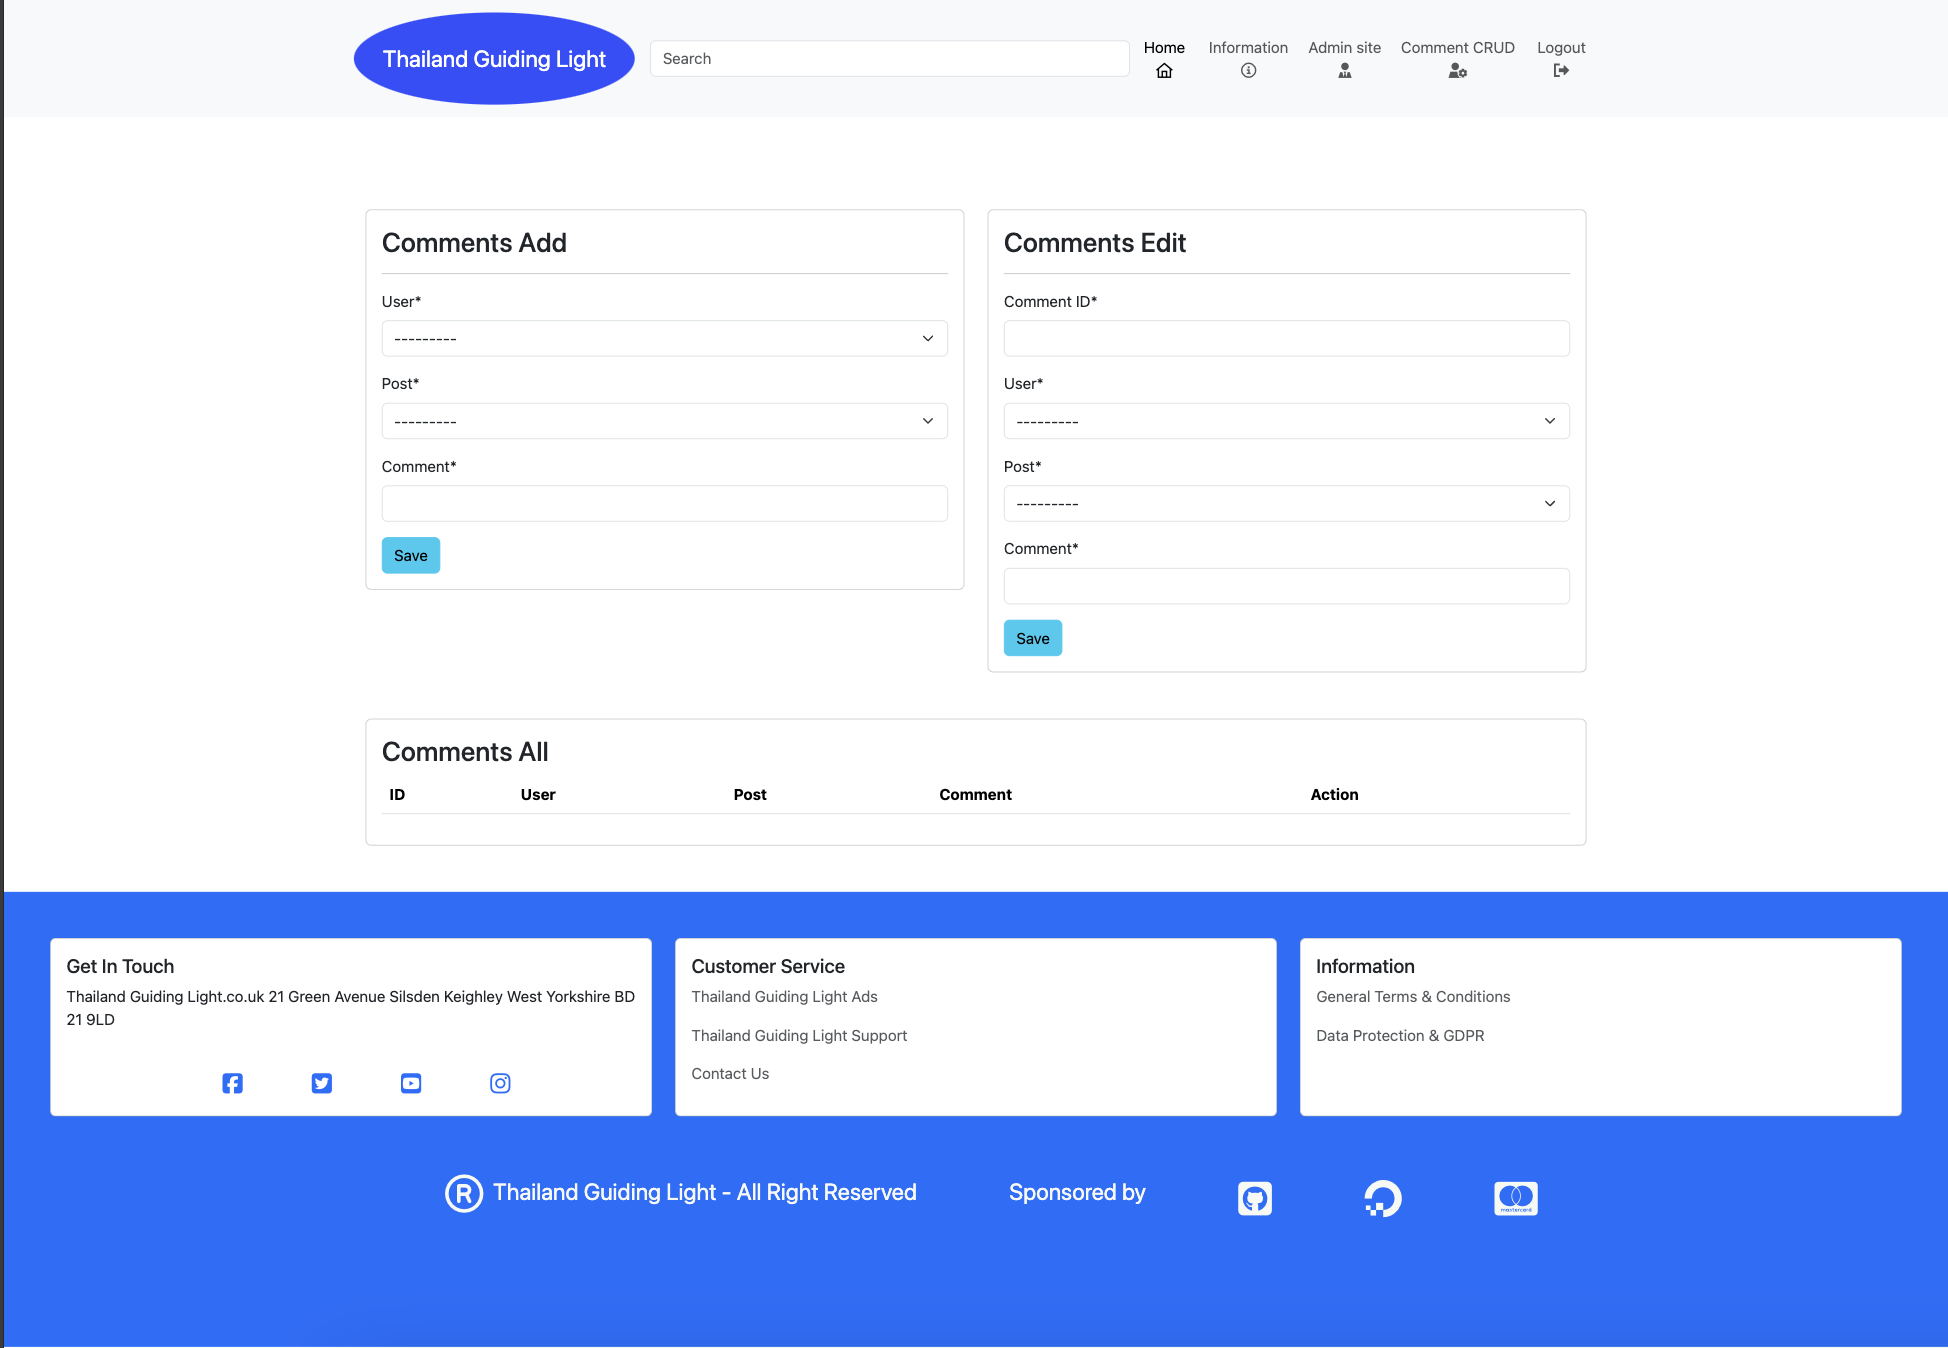 Thailand Guiding Light
Search
Home
Information
Admin site
Comment CRUD
Logout
Comments Add
User*
---------
Post*
---------
Comment*
Save
Comments Edit
Comment ID*
User*
---------
Post*
---------
Comment*
Save
Comments All
ID User Post Comment Action
Get In Touch
Thailand Guiding Light.co.uk 21 Green Avenue Silsden Keighley West Yorkshire BD
21 9LD
Customer Service
Thailand Guiding Light Ads
Thailand Guiding Light Support
Contact Us
Information
General Terms & Conditions
Data Protection & GDPR
® Thailand Guiding Light - All Right Reserved
Sponsored by
mastercard